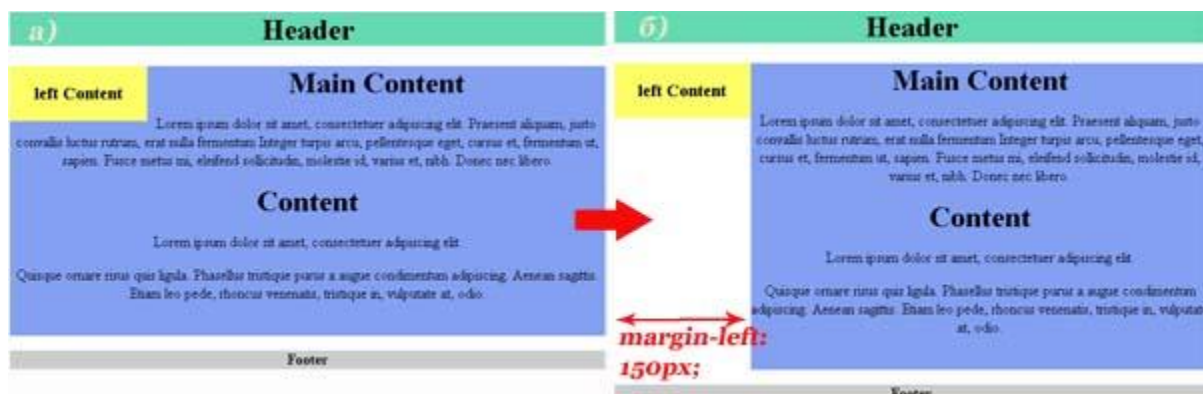 а)
Header
left Content
Main Content
Lorem ipsum dolor sit amet, consectetuer adipiscing elit. Praesent aliquam, justo
convallis luctus rutrum, erat nulla fermentum Integer turpis arcu, pellentesque eget, cursus et, fermentum ut,
sapien. Fusce metus mi, eleifend sollicitudin, molestie id, varius et, nibh. Donec nec libero.
Content
Lorem ipsum dolor sit amet, consectetuer adipiscing elit
Quisque ornare risus quis ligula. Phasellus tristique purus a augue condimentum adipiscing. Aenean sagittis.
Etiam leo pede, rhoncus venenatis, tristique in, vulputate at, odio.
Footer
б)
Header
left Content
Main Content
Lorem ipsum dolor sit amet, consectetuer adipiscing elit. Praesent aliquam, justo
convallis luctus rutrum, erat nulla fermentum Integer turpis arcu, pellentesque eget,
cursus et, fermentum ut, sapien. Fusce metus mi, eleifend sollicitudin, molestie id,
varius et, nibh. Donec nec libero.
Content
Lorem ipsum dolor sit amet, consectetuer adipiscing elit
Quisque ornare risus quis ligula. Phasellus tristique purus a augue condimentum
adipiscing. Aenean sagittis. Etiam leo pede, rhoncus venenatis, tristique in, vulputate
at, odio.
margin-left:
150px;
Footer